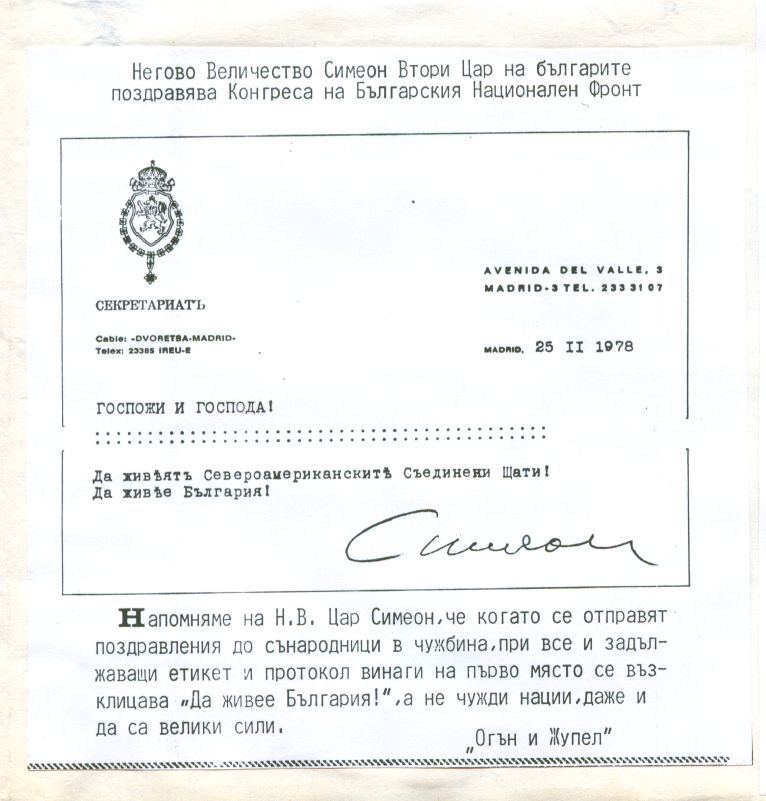 Негово Величество Симеон Втори Цар на българите
поздравява Конгреса на Българския Национален Фронт
СЕКРЕТАРИАТЪ
Cable: -DVORETSA-MADRID-
Telex: 23385 IREU-E
AVENIDA DEL VALLE, 3
MADRID-3 TEL. 233 31 07
MADRID, 25 II 1978
ГОСПОЖИ И ГОСПОДА!
Да живѣятъ Североамериканскитѣ Съединени Щати!
Да живѣе България!
Симеон
Напомняме на Н.В. Цар Симеон,че когато се отправят
поздравления до сънародници в чужбина,при все и задъл-
жаващи етикет и протокол винаги на първо място се въз-
клицава „Да живее България!",а не чужди нации,даже и
да са велики сили.
„Огън и Жупел"